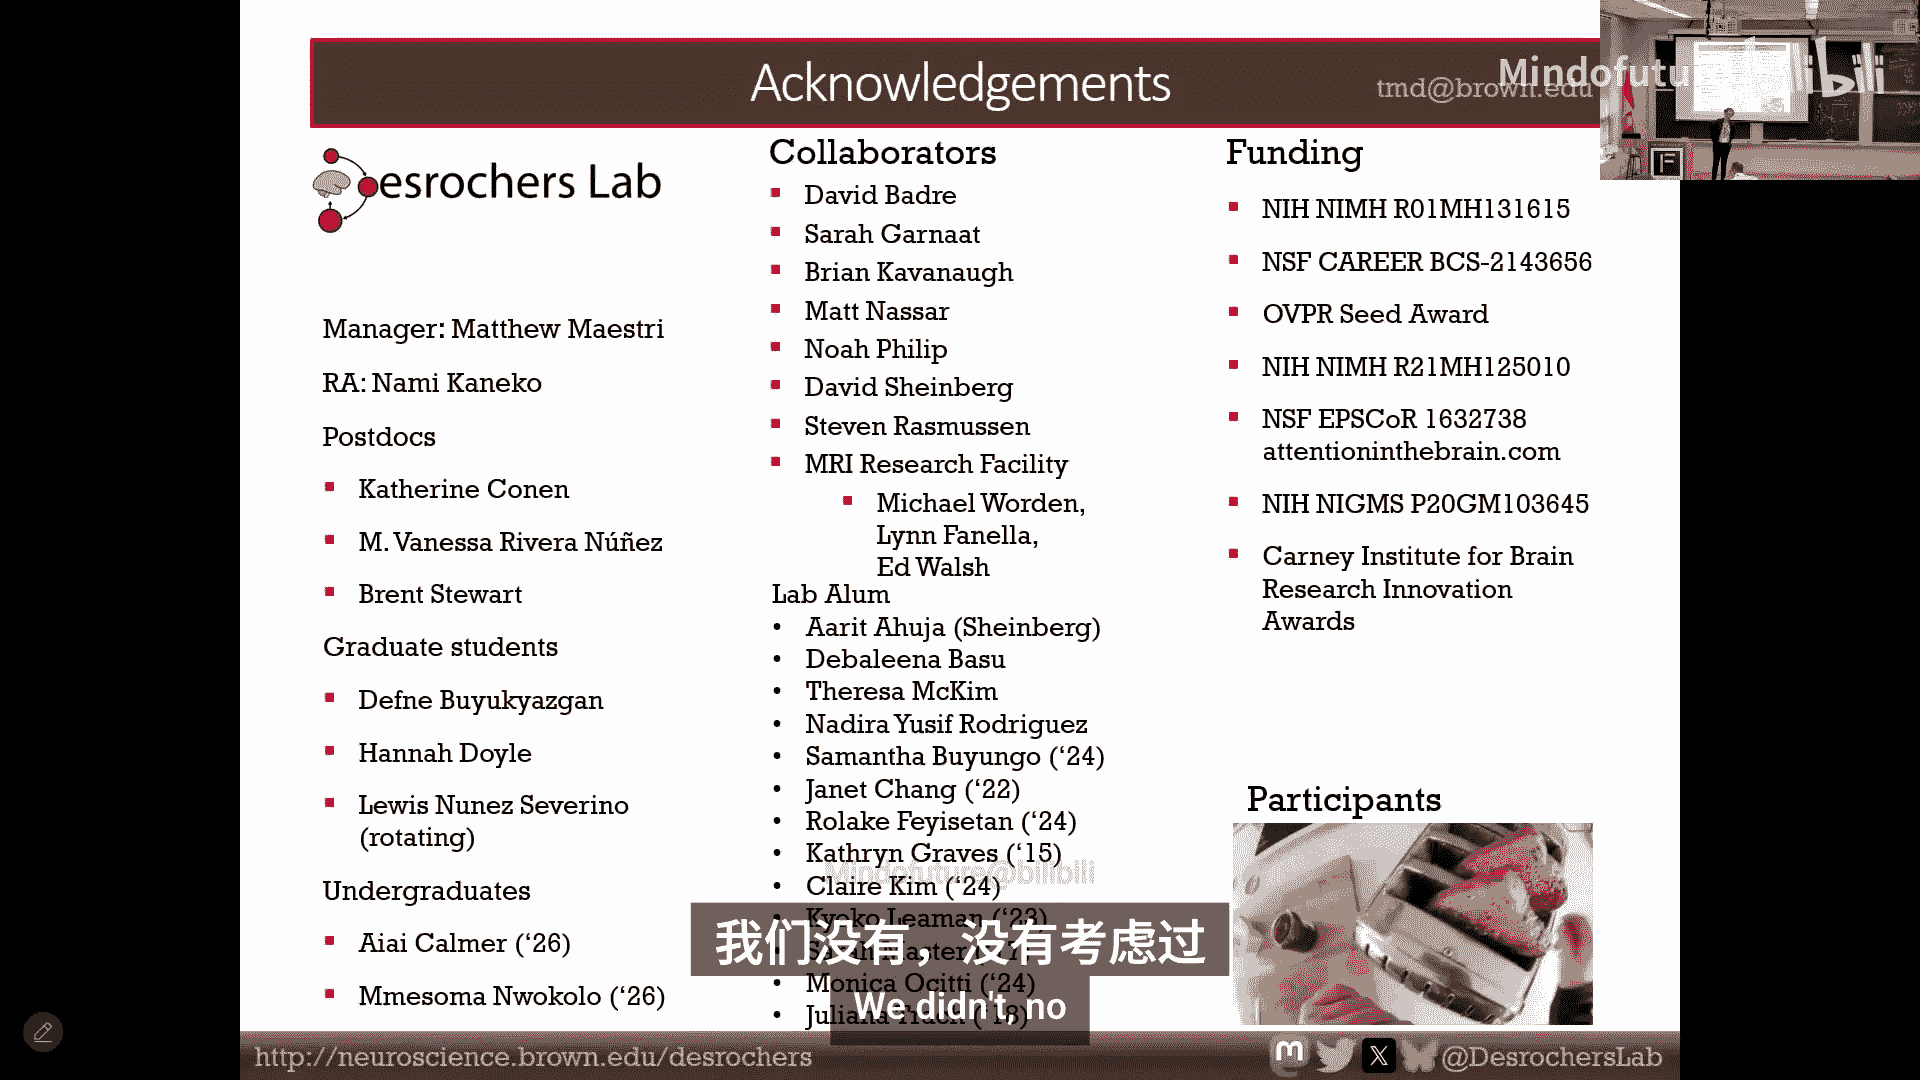 Acknowledgements
tmd@brown.edu
Mindofutu
bilibili
esrochers Lab
Manager: Matthew Maestri
RA: Nami Kaneko
Postdocs
Katherine Conen
M. Vanessa Rivera Núñez
Brent Stewart
Graduate students
Defne Buyukyazgan
Hannah Doyle
Lewis Nunez Severino
(rotating)
Undergraduates
Aiai Calmer (‘26)
Mmesoma Nwokolo (‘26)
Collaborators
David Badre
Sarah Garnaat
Brian Kavanaugh
Matt Nassar
Noah Philip
David Sheinberg
Steven Rasmussen
MRI Research Facility
Michael Worden,
Lynn Fanella,
Ed Walsh
Lab Alum
Aarit Ahuja (Sheinberg)
Debaleena Basu
Theresa McKim
Nadira Yusif Rodriguez
Samantha Buyungo (‘24)
Janet Chang (‘22)
Rolake Feyisetan (‘24)
Kathryn Graves (‘15)
Mindofuture@bilibili
Claire Kim (‘24)
Kyoko Leaman (‘23)
Monica Ocitti (‘24)
Funding
NIH NIMH R01MH131615
NSF CAREER BCS-2143656
OVPR Seed Award
NIH NIMH R21MH125010
NSF EPSCoR 1632738
attentioninthebrain.com
NIH NIGMS P20GM103645
Carney Institute for Brain
Research Innovation
Awards
Participants
我们没有，没有考虑过
We didn't, no
http://neuroscience.brown.edu/desrochers
@DesrochersLab